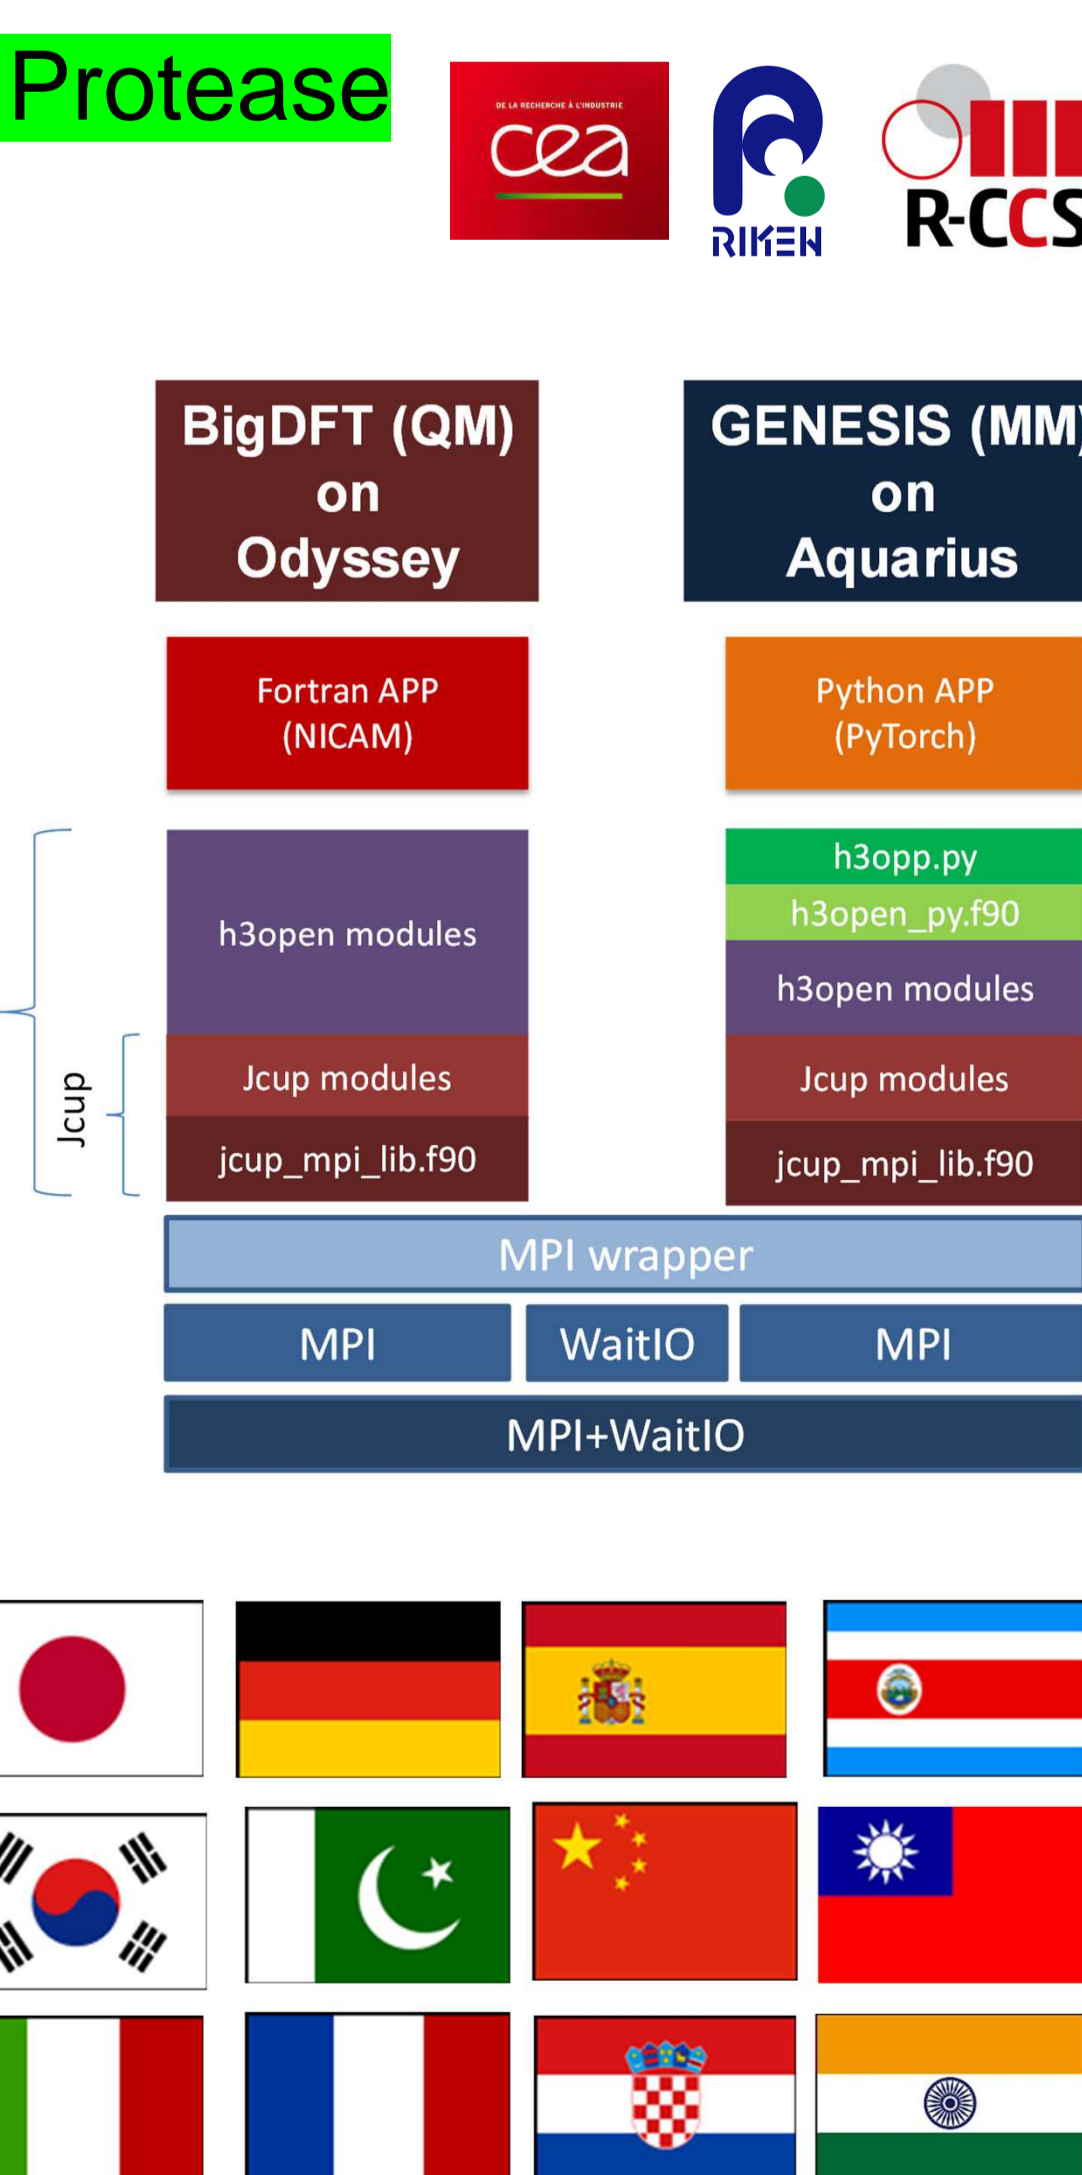 Protease
DE LA RECHERCHE À L'INDUSTRIE
cea
RIKEN
R-CCS
BigDFT (QM)
on
Odyssey
GENESIS (MM)
on
Aquarius
Fortran APP
(NICAM)
Python APP
(PyTorch)
h3open modules
h3opp.py
h3open_py.f90
h3open modules
Jcup
Jcup modules
jcup_mpi_lib.f90
Jcup modules
jcup_mpi_lib.f90
MPI wrapper
MPI
WaitIO
MPI
MPI+WaitIO